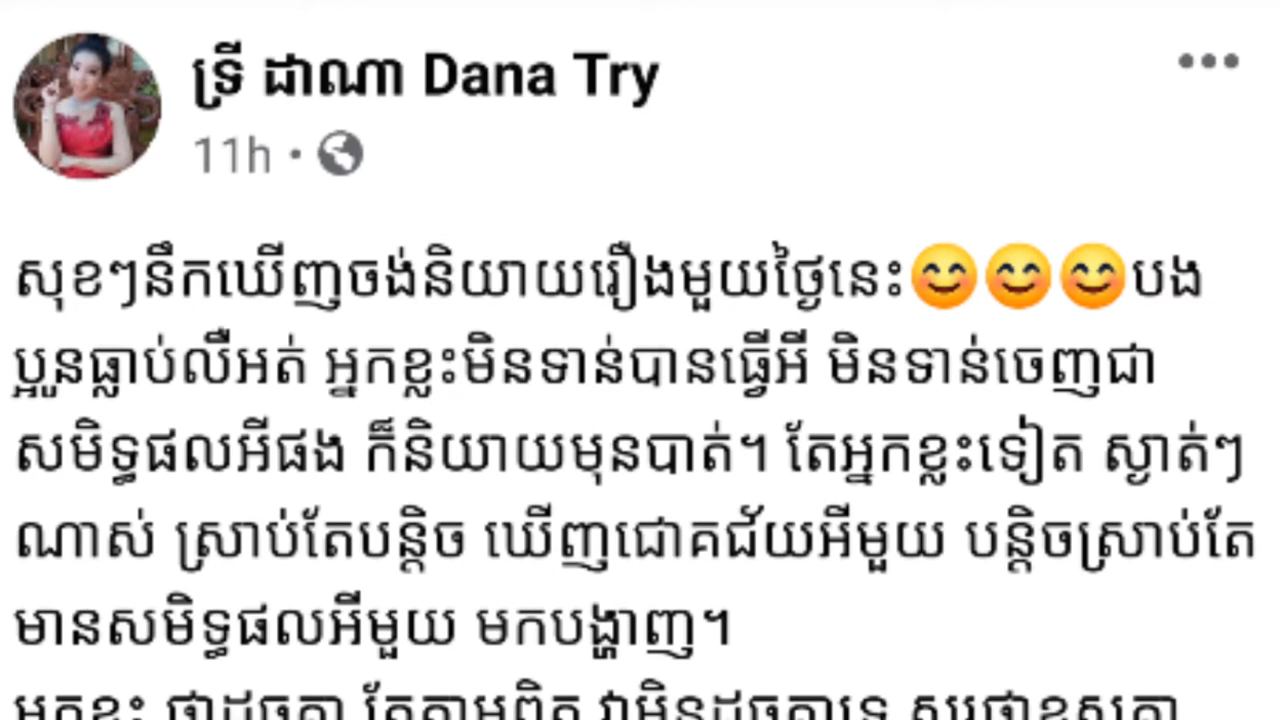 ទ្រី ដាណា Dana Try
11h
សុខៗនឹកឃើញចង់និយាយរឿងមួយថ្ងៃនេះ😊😊😊បង
ប្អូនធ្លាប់លឺអត់ អ្នកខ្លះមិនទាន់បានធ្វើអី មិនទាន់ចេញជា
សមិទ្ធផលអីផង ក៏និយាយមុនបាត់។ តែអ្នកខ្លះទៀត ស្ងាត់ៗ
ណាស់ ស្រាប់តែបន្តិច ឃើញជោគជ័យអីមួយ បន្តិចស្រាប់តែ
មានសមិទ្ធផលអីមួយ មកបង្ហាញ។